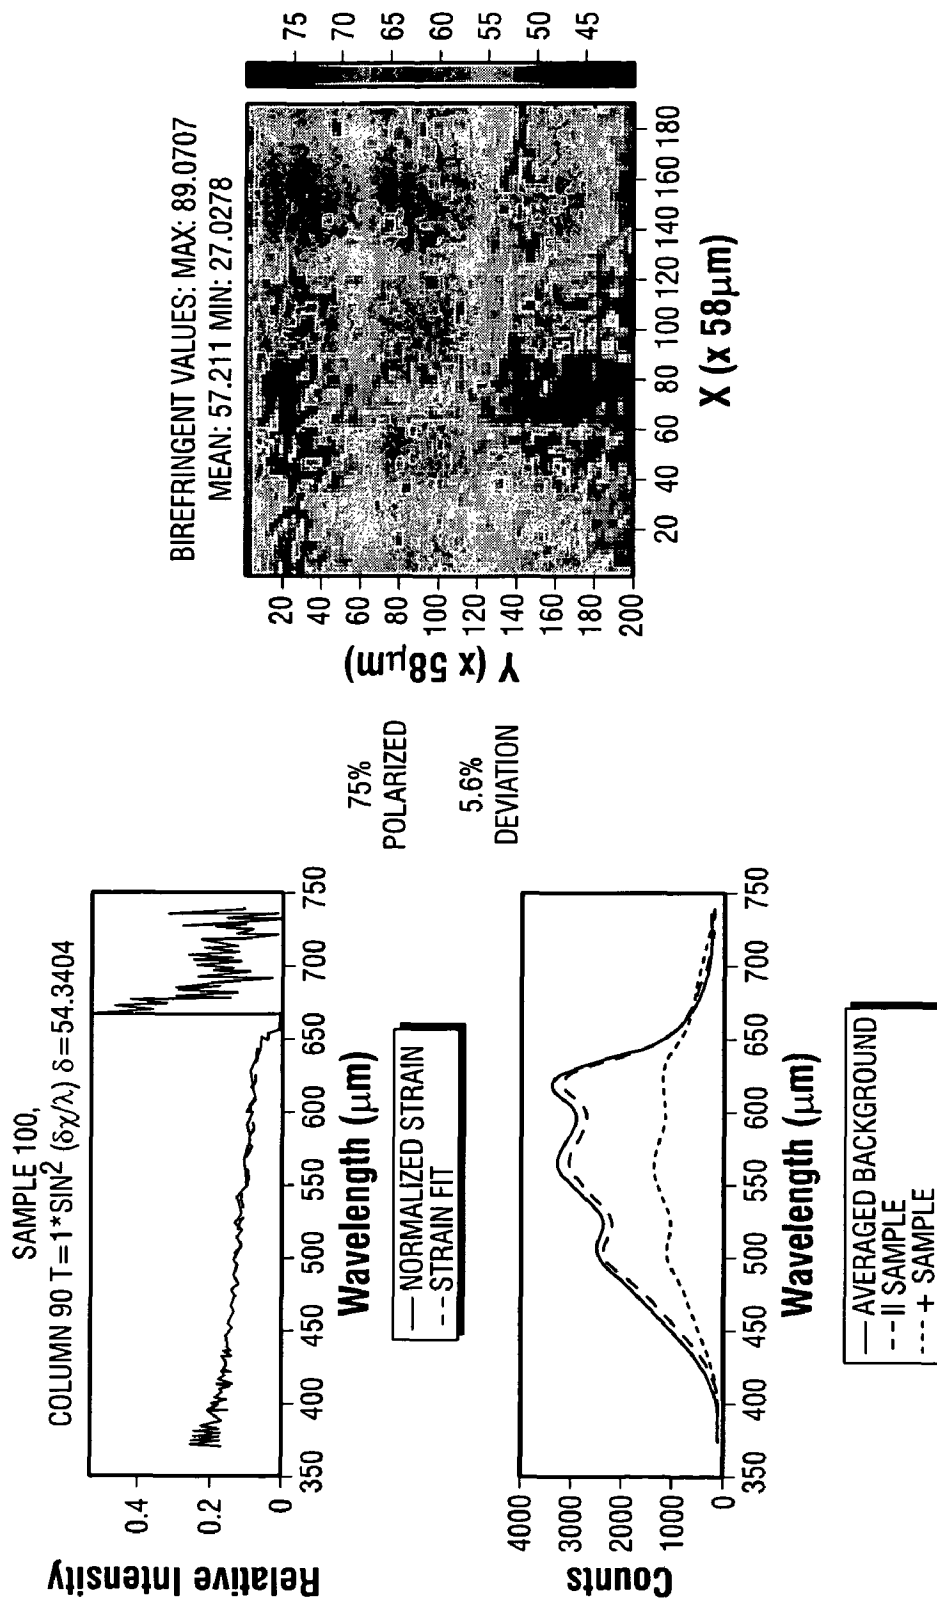 SAMPLE 100,
COLUMN 90 T=1*SIN² (δχ/λ) δ=54.3404
Relative Intensity
0.4
0.2
0
350 400 450 500 550 600 650 700 750
Wavelength (μm)
NORMALIZED STRAIN
STRAIN FIT
75%
POLARIZED
5.6%
DEVIATION
Counts
4000
3000
2000
1000
0
350 400 450 500 550 600 650 700 750
Wavelength (μm)
AVERAGED BACKGROUND
II SAMPLE
+ SAMPLE
BIREFRINGENT VALUES: MAX: 89.0707
MEAN: 57.211 MIN: 27.0278
Y (x 58μm)
20
40
60
80
100
120
140
160
180
200
20 40 60 80 100 120 140 160 180
X (x 58μm)
75
70
65
60
55
50
45